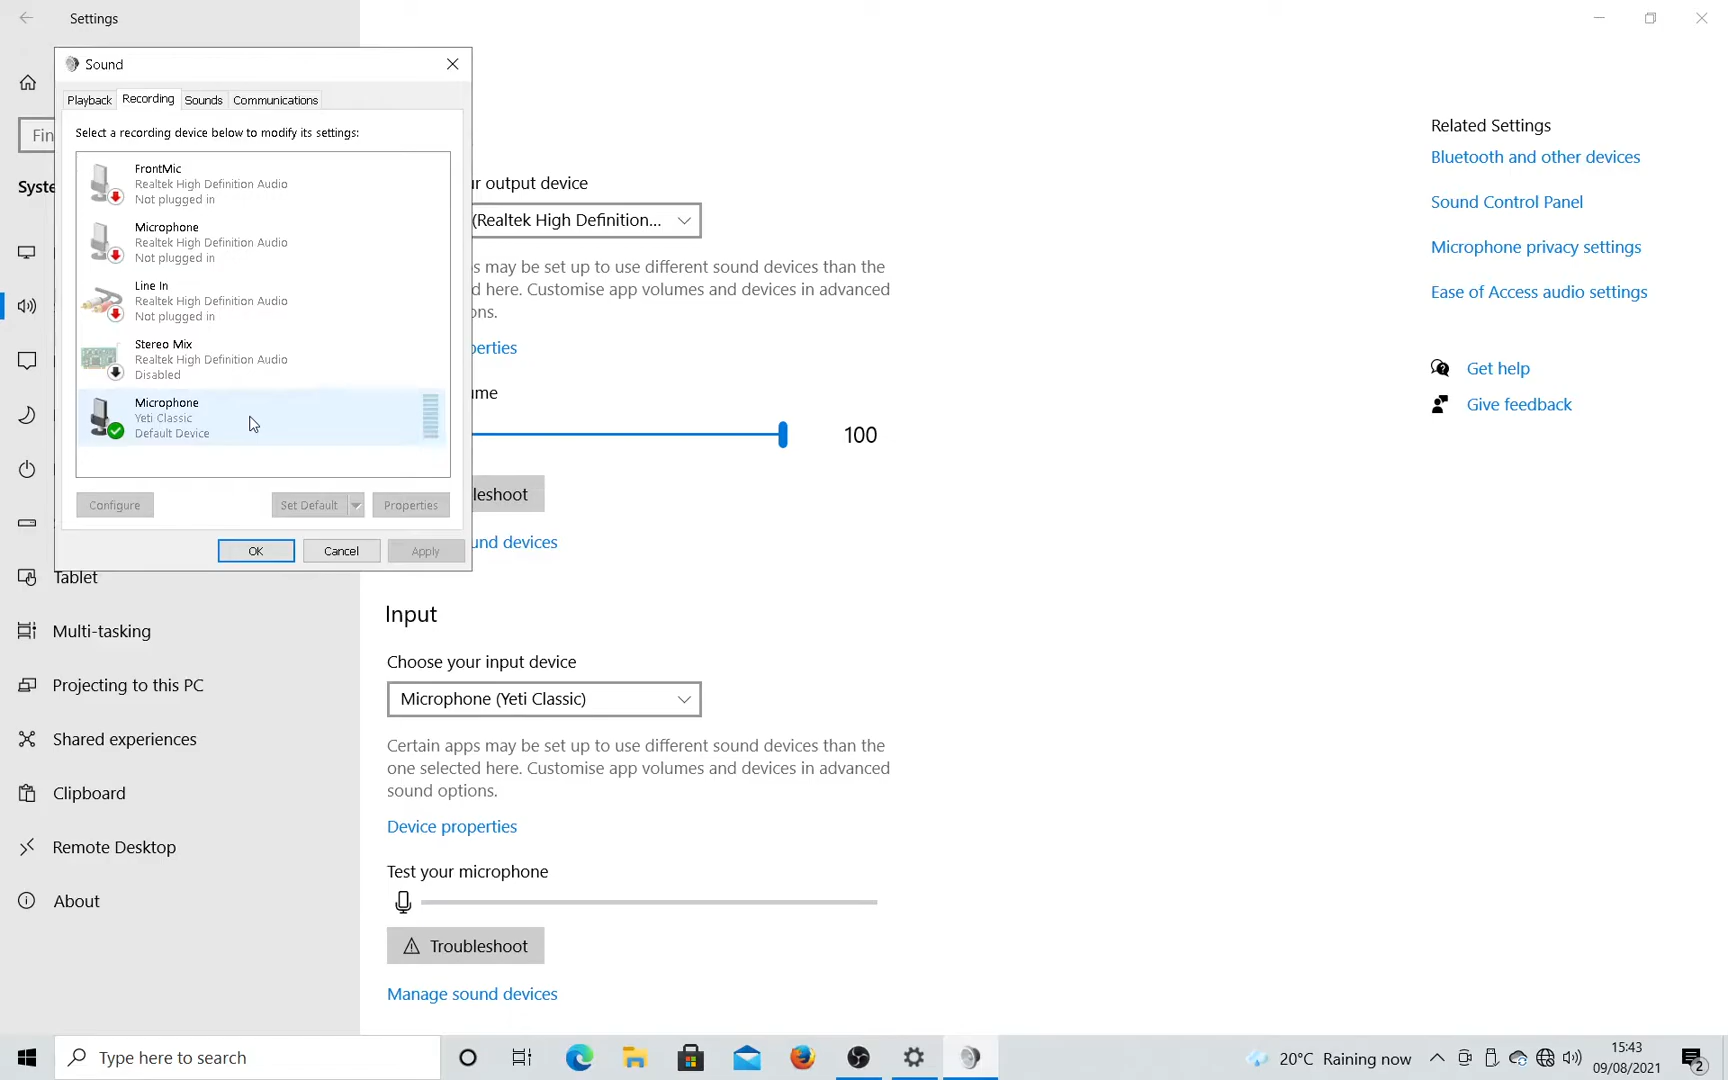 Settings
Sound
Playback
Recording
Sounds
Communications
Select a recording device below to modify its settings:
FrontMic
Realtek High Definition Audio
Not plugged in
Microphone
Realtek High Definition Audio
Not plugged in
Line In
Realtek High Definition Audio
Not plugged in
Stereo Mix
Realtek High Definition Audio
Disabled
Microphone
Yeti Classic
Default Device
Configure
Set Default
Properties
OK
Cancel
Apply
Fin
Syste
Tablet
Multi-tasking
Projecting to this PC
Shared experiences
Clipboard
Remote Desktop
About
ur output device
(Realtek High Definition...
s may be set up to use different sound devices than the
d here. Customise app volumes and devices in advanced
ons.
perties
ume
100
leshoot
und devices
Input
Choose your input device
Microphone (Yeti Classic)
Certain apps may be set up to use different sound devices than the
one selected here. Customise app volumes and devices in advanced
sound options.
Device properties
Test your microphone
Troubleshoot
Manage sound devices
Related Settings
Bluetooth and other devices
Sound Control Panel
Microphone privacy settings
Ease of Access audio settings
Get help
Give feedback
Type here to search
20°C Raining now
15:43
09/08/2021
2